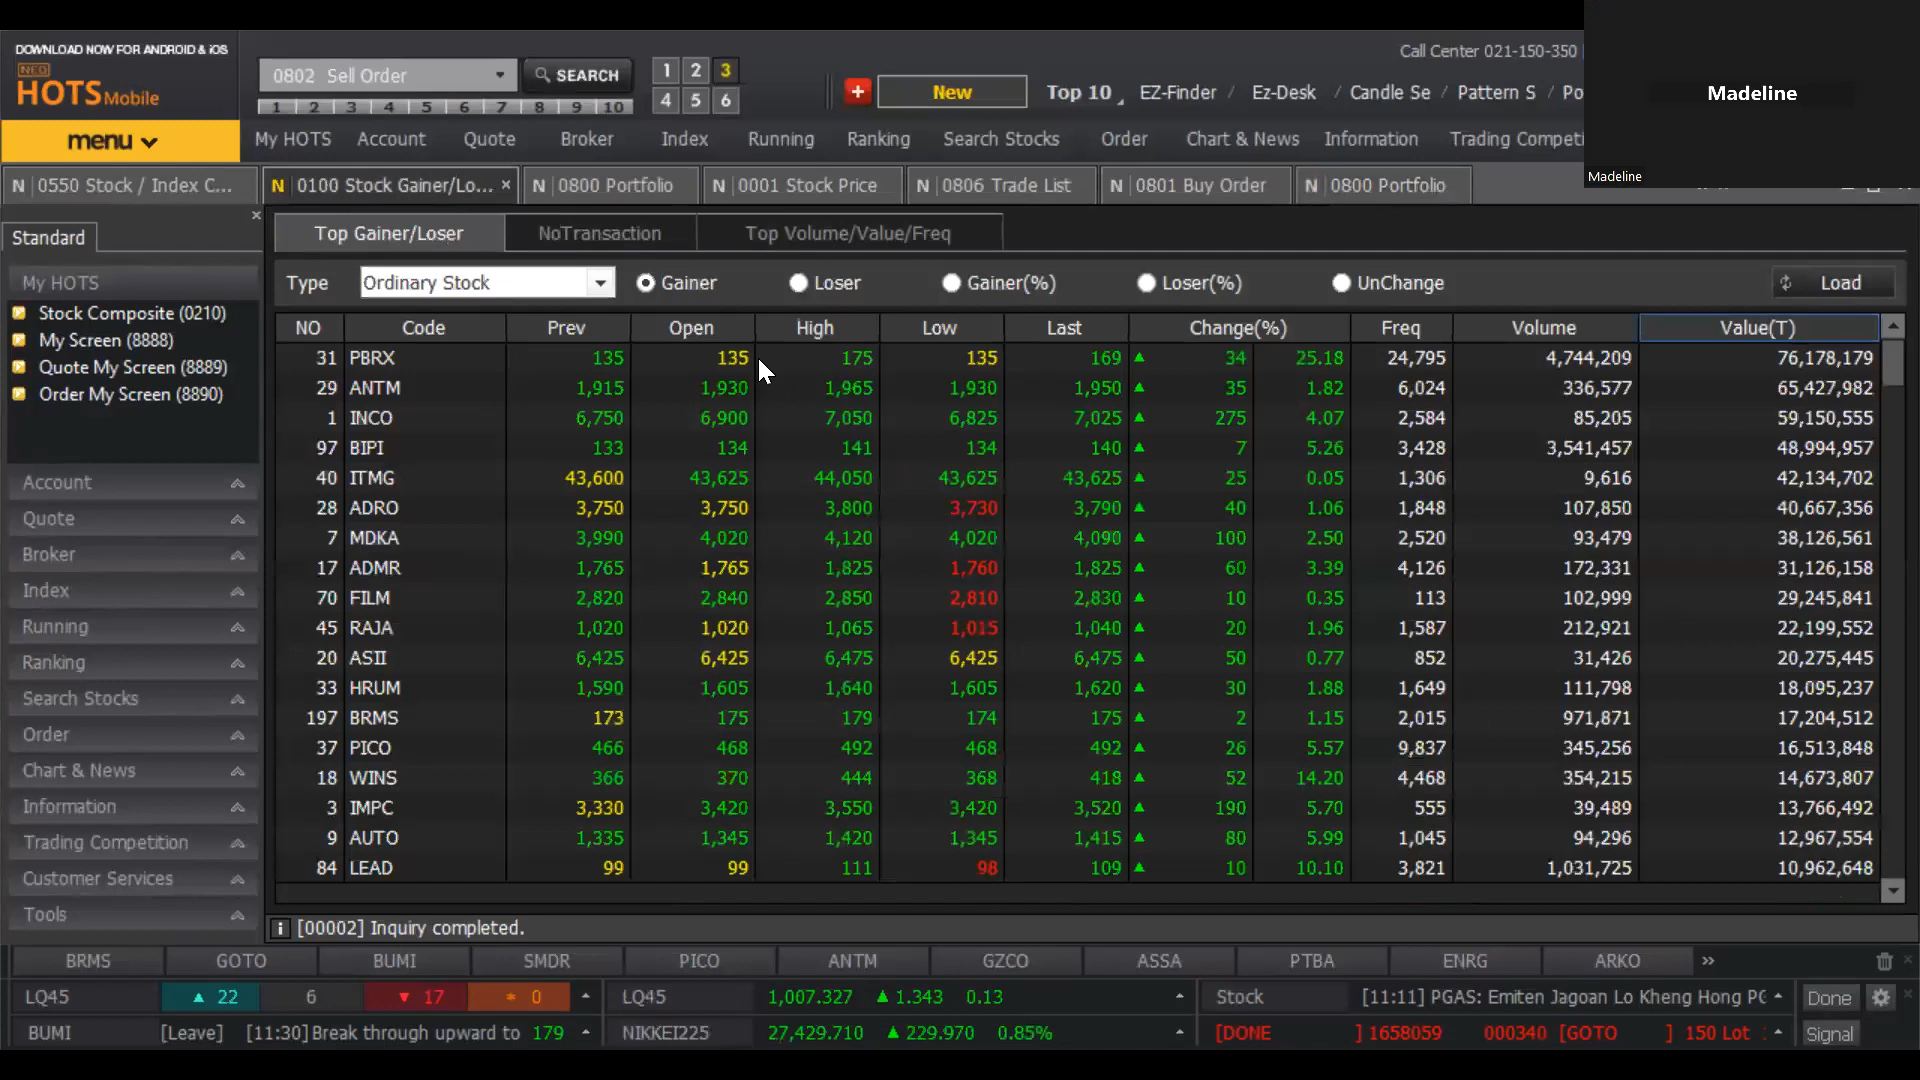 DOWNLOAD NOW FOR ANDROID & iOS
NEO
HOTS Mobile
menu
0802 Sell Order
SEARCH
1 2 3 4 5 6 7 8 9 10
1 2 3
4 5 6
New
Top 10 EZ-Finder / Ez-Desk / Candle Se / Pattern S / Po
Call Center 021-150-350
Madeline
Madeline
My HOTS Account Quote Broker Index Running Ranking Search Stocks Order Chart & News Information Trading Competi
N 0550 Stock / Index C... N 0100 Stock Gainer/Lo... × N 0800 Portfolio N 0001 Stock Price N 0806 Trade List N 0801 Buy Order N 0800 Portfolio
Standard
My HOTS
Stock Composite (0210)
My Screen (8888)
Quote My Screen (8889)
Order My Screen (8890)
Account
Quote
Broker
Index
Running
Ranking
Search Stocks
Order
Chart & News
Information
Trading Competition
Customer Services
Tools
Top Gainer/Loser NoTransaction Top Volume/Value/Freq
Type Ordinary Stock Gainer Loser Gainer(%) Loser(%) UnChange Load
NO Code Prev Open High Low Last Change(%) Freq Volume Value(T)
31 PBRX 135 135 175 135 169 ▲ 34 25.18 24,795 4,744,209 76,178,179
29 ANTM 1,915 1,930 1,965 1,930 1,950 ▲ 35 1.82 6,024 336,577 65,427,982
1 INCO 6,750 6,900 7,050 6,825 7,025 ▲ 275 4.07 2,584 85,205 59,150,555
97 BIPI 133 134 141 134 140 ▲ 7 5.26 3,428 3,541,457 48,994,957
40 ITMG 43,600 43,625 44,050 43,625 43,625 ▲ 25 0.05 1,306 9,616 42,134,702
28 ADRO 3,750 3,750 3,800 3,730 3,790 ▲ 40 1.06 1,848 107,850 40,667,356
7 MDKA 3,990 4,020 4,120 4,020 4,090 ▲ 100 2.50 2,520 93,479 38,126,561
17 ADMR 1,765 1,765 1,825 1,760 1,825 ▲ 60 3.39 4,126 172,331 31,126,158
70 FILM 2,820 2,840 2,850 2,810 2,830 ▲ 10 0.35 113 102,999 29,245,841
45 RAJA 1,020 1,020 1,065 1,015 1,040 ▲ 20 1.96 1,587 212,921 22,199,552
20 ASII 6,425 6,425 6,475 6,425 6,475 ▲ 50 0.77 852 31,426 20,275,445
33 HRUM 1,590 1,605 1,640 1,605 1,620 ▲ 30 1.88 1,649 111,798 18,095,237
197 BRMS 173 175 179 174 175 ▲ 2 1.15 2,015 971,871 17,204,512
37 PICO 466 468 492 468 492 ▲ 26 5.57 9,837 345,256 16,513,848
18 WINS 366 370 444 368 418 ▲ 52 14.20 4,468 354,215 14,673,807
3 IMPC 3,330 3,420 3,550 3,420 3,520 ▲ 190 5.70 555 39,489 13,766,492
9 AUTO 1,335 1,345 1,420 1,345 1,415 ▲ 80 5.99 1,045 94,296 12,967,554
84 LEAD 99 99 111 98 109 ▲ 10 10.10 3,821 1,031,725 10,962,648
[00002] Inquiry completed.
BRMS GOTO BUMI SMDR PICO ANTM GZCO ASSA PTBA ENRG ARKO »
LQ45 ▲ 22 6 ▼ 17 * 0 LQ45 1,007.327 ▲ 1.343 0.13 Stock [11:11] PGAS: Emiten Jagoan Lo Kheng Hong PG Done
BUMI [Leave] [11:30]Break through upward to 179 NIKKEI225 27,429.710 ▲ 229.970 0.85% [DONE ] 1658059 000340 [GOTO ] 150 Lot Signal